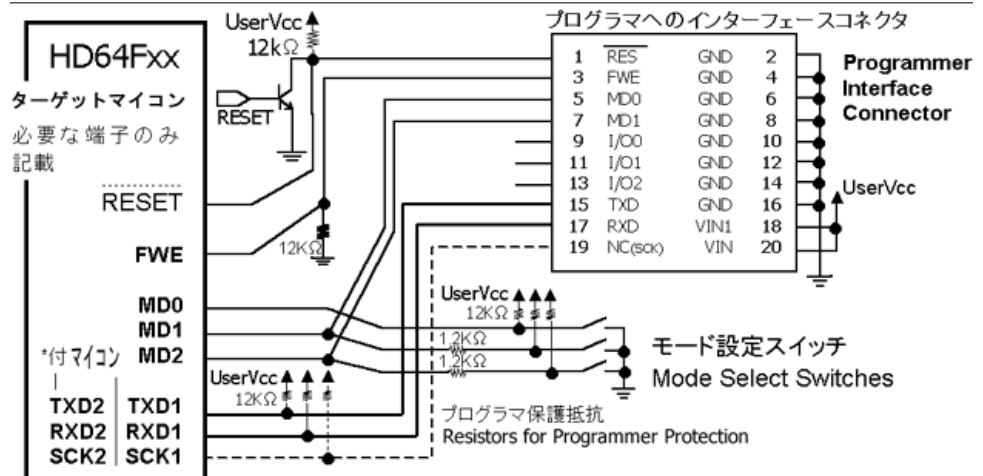 プログラマへのインターフェースコネクタ
UserVcc
12kΩ
HD64Fxx
ターゲットマイコン
必要な端子のみ
記載
RESET
1 RES GND 2
3 FWE GND 4
5 MD0 GND 6
7 MD1 GND 8
9 I/O0 GND 10
11 I/O1 GND 12
13 I/O2 GND 14
15 TXD GND 16
17 RXD VIN1 18
19 NC(SCK) VIN 20
Programmer
Interface
Connector
UserVcc
RESET
FWE
12KΩ
MD0
MD1
MD2
UserVcc
12KΩ
1.2KΩ
1.2KΩ
モード設定スイッチ
Mode Select Switches
*付マイコン
UserVcc
12KΩ
TXD2 TXD1
RXD2 RXD1
SCK2 SCK1
プログラマ保護抵抗
Resistors for Programmer Protection